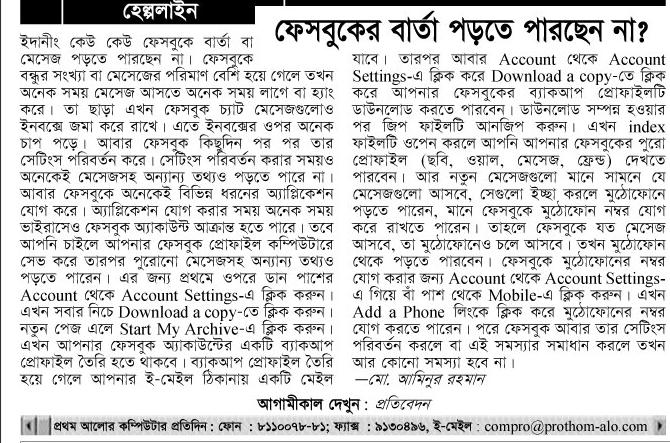 হেল্পলাইন
ফেসবুকের বার্তা পড়তে পারছেন না?
ইদানীং কেউ কেউ ফেসবুকে বার্তা বা
মেসেজ পড়তে পারছেন না। ফেসবুকে
বন্ধুর সংখ্যা বা মেসেজের পরিমাণ বেশি হয়ে গেলে তখন
অনেক সময় মেসেজ আসতে অনেক সময় লাগে বা হ্যাং
করে। তা ছাড়া এখন ফেসবুক চ্যাট মেসেজগুলোও
ইনবক্সে জমা করে রাখে। এতে ইনবক্সের ওপর অনেক
চাপ পড়ে। আবার ফেসবুক কিছুদিন পর পর তার
সেটিংস পরিবর্তন করে। সেটিংস পরিবর্তন করার সময়ও
অনেকেই মেসেজসহ অন্যান্য তথ্যও পড়তে পারে না।
আবার ফেসবুকে অনেকেই বিভিন্ন ধরনের অ্যাপ্লিকেশন
যোগ করে। অ্যাপ্লিকেশন যোগ করার সময় অনেক সময়
ভাইরাসেও ফেসবুক অ্যাকাউন্ট আক্রান্ত হতে পারে। তবে
আপনি চাইলে আপনার ফেসবুক প্রোফাইল কম্পিউটারে
সেভ করে তারপর পুরোনো মেসেজসহ অন্যান্য তথ্যও
পড়তে পারেন। এর জন্য প্রথমে ওপরে ডান পাশের
Account থেকে Account Settings-এ ক্লিক করুন।
এখন সবার নিচে Download a copy-তে ক্লিক করুন।
নতুন পেজ এলে Start My Archive-এ ক্লিক করুন।
এখন আপনার ফেসবুক অ্যাকাউন্টের একটি ব্যাকআপ
প্রোফাইল তৈরি হতে থাকবে। ব্যাকআপ প্রোফাইল তৈরি
হয়ে গেলে আপনার ই-মেইল ঠিকানায় একটি মেইল
যাবে। তারপর আবার Account থেকে Account
Settings-এ ক্লিক করে Download a copy-তে ক্লিক
করে আপনার ফেসবুকের ব্যাকআপ প্রোফাইলটি
ডাউনলোড করতে পারবেন। ডাউনলোড সম্পন্ন হওয়ার
পর জিপ ফাইলটি আনজিপ করুন। এখন index
ফাইলটি ওপেন করলে আপনি আপনার ফেসবুকের পুরো
প্রোফাইল (ছবি, ওয়াল, মেসেজ, ফ্রেন্ড) দেখতে
পারবেন। আর নতুন মেসেজগুলো মানে সামনে যে
মেসেজগুলো আসবে, সেগুলো ইচ্ছা করলে মুঠোফোনে
পড়তে পারেন, মানে ফেসবুকে মুঠোফোন নম্বর যোগ
করে রাখতে পারেন। তাহলে ফেসবুকে যত মেসেজ
আসবে, তা মুঠোফোনেও চলে আসবে। তখন মুঠোফোন
থেকে পড়তে পারবেন। ফেসবুকে মুঠোফোনের নম্বর
যোগ করার জন্য Account থেকে Account Settings-
এ গিয়ে বাঁ পাশ থেকে Mobile-এ ক্লিক করুন। এখন
Add a Phone লিংকে ক্লিক করে মুঠোফোনের নম্বর
যোগ করতে পারেন। পরে ফেসবুক আবার তার সেটিংস
পরিবর্তন করলে বা এই সমস্যার সমাধান করলে তখন
আর কোনো সমস্যা হবে না।
—মো. আমিনুর রহমান
আগামীকাল দেখুন : প্রতিবেদন
প্রথম আলোর কম্পিউটার প্রতিদিন : ফোন : ৮১১০০৭৮-৮১; ফ্যাক্স : ৯১৩০৪৯৬, ই-মেইল : compro@prothom-alo.com